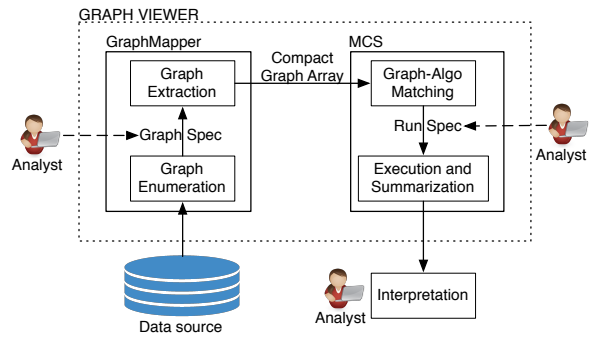 GRAPH VIEWER
GraphMapper
Compact
Graph Array
MCS
Graph
Extraction
Graph-Algo
Matching
Graph Spec
Run Spec
Analyst
Analyst
Graph
Enumeration
Execution and
Summarization
Interpretation
Analyst
Data source